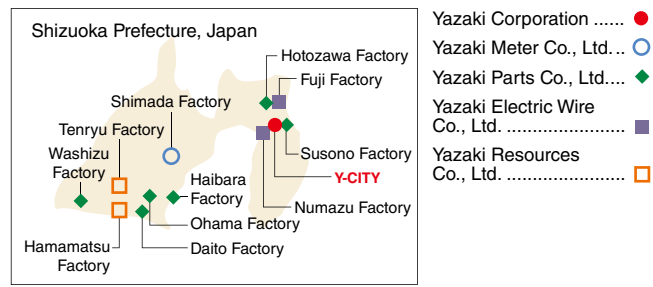 Shizuoka Prefecture, Japan
Hotozawa Factory
Fuji Factory
Shimada Factory
Tenryu Factory
Washizu
Factory
Susono Factory
Y-CITY
Haibara
Factory
Numazu Factory
Ohama Factory
Hamamatsu
Factory
Daito Factory
Yazaki Corporation ......
Yazaki Meter Co., Ltd...
Yazaki Parts Co., Ltd....
Yazaki Electric Wire
Co., Ltd. .........................
Yazaki Resources
Co., Ltd. .........................